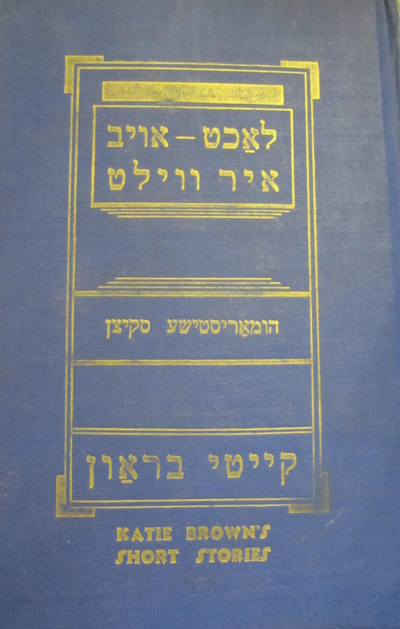 לאַכט – אויב
איר ווילט
הומאָריסטישע סקיצן
קייטי בראַון
KATIE BROWN'S
SHORT STORIES